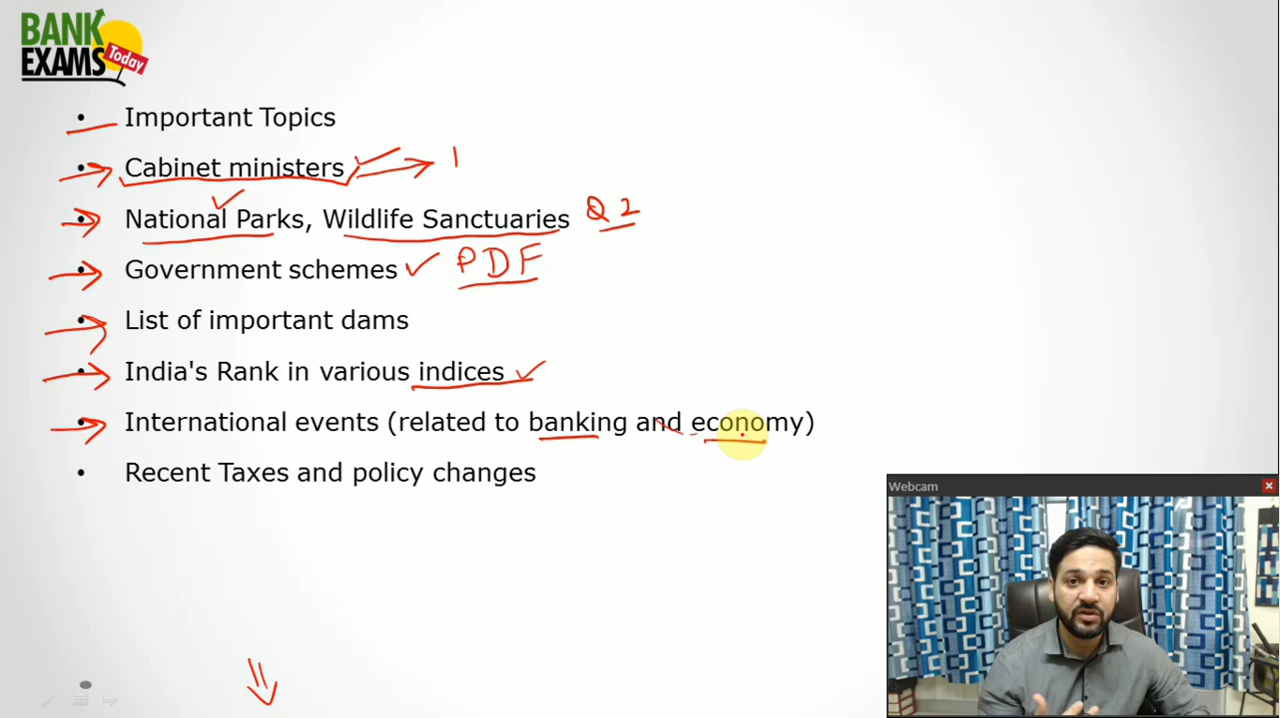 BANK
EXAMS Today
• Important Topics
• Cabinet ministers 1
• National Parks, Wildlife Sanctuaries Q 2
• Government schemes PDF
• List of important dams
• India's Rank in various indices
• International events (related to banking and economy)
• Recent Taxes and policy changes
Webcam